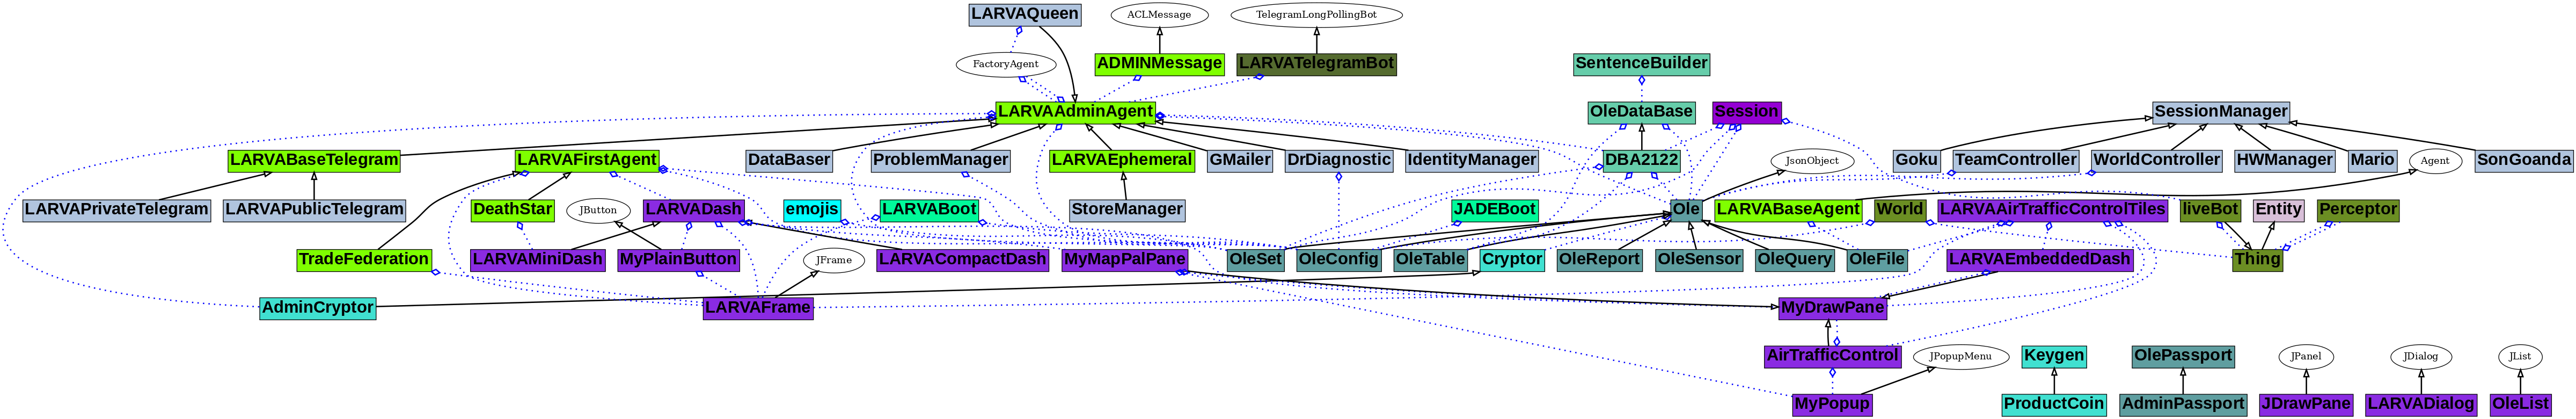 LARVAQueen
ACLMessage
TelegramLongPollingBot
FactoryAgent
ADMINMessage
LARVATelegramBot
SentenceBuilder
LARVAAdminAgent
OleDataBase
Session
SessionManager
LARVABaseTelegram
LARVAFirstAgent
DataBaser
ProblemManager
LARVAEphemeral
GMailer
DrDiagnostic
IdentityManager
DBA2122
JsonObject
Goku
TeamController
WorldController
HWManager
Mario
Agent
SonGoanda
LARVAPrivateTelegram
LARVAPublicTelegram
DeathStar
JButton
LARVADash
emojis
LARVABoot
StoreManager
JADEBoot
Ole
LARVABaseAgent
World
LARVAAirTrafficControlTiles
liveBot
Entity
Perceptor
TradeFederation
LARVAMiniDash
MyPlainButton
JFrame
LARVACompactDash
MyMapPalPane
OleSet
OleConfig
OleTable
Cryptor
OleReport
OleSensor
OleQuery
OleFile
LARVAEmbeddedDash
Thing
AdminCryptor
LARVAFrame
MyDrawPane
AirTrafficControl
JPopupMenu
Keygen
OlePassport
JPanel
JDialog
JList
MyPopup
ProductCoin
AdminPassport
JDrawPane
LARVADialog
OleList